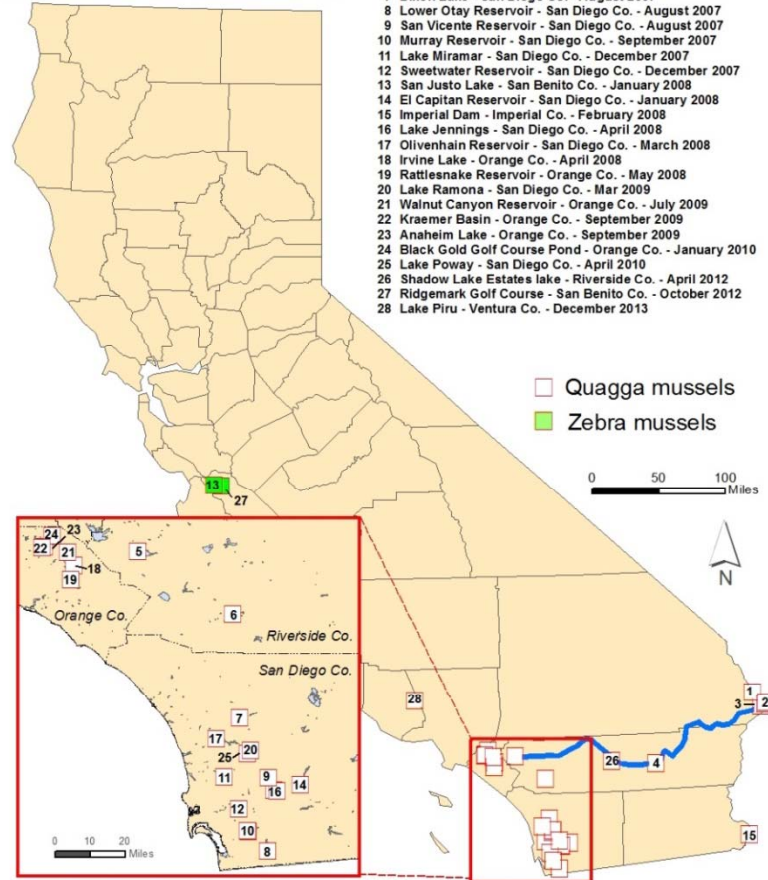 8 Lower Otay Reservoir - San Diego Co. - August 2007
9 San Vicente Reservoir - San Diego Co. - August 2007
10 Murray Reservoir - San Diego Co. - September 2007
11 Lake Miramar - San Diego Co. - December 2007
12 Sweetwater Reservoir - San Diego Co. - December 2007
13 San Justo Lake - San Benito Co. - January 2008
14 El Capitan Reservoir - San Diego Co. - January 2008
15 Imperial Dam - Imperial Co. - February 2008
16 Lake Jennings - San Diego Co. - April 2008
17 Olivenhain Reservoir - San Diego Co. - March 2008
18 Irvine Lake - Orange Co. - April 2008
19 Rattlesnake Reservoir - Orange Co. - May 2008
20 Lake Ramona - San Diego Co. - Mar 2009
21 Walnut Canyon Reservoir - Orange Co. - July 2009
22 Kraemer Basin - Orange Co. - September 2009
23 Anaheim Lake - Orange Co. - September 2009
24 Black Gold Golf Course Pond - Orange Co. - January 2010
25 Lake Poway - San Diego Co. - April 2010
26 Shadow Lake Estates lake - Riverside Co. - April 2012
27 Ridgemark Golf Course - San Benito Co. - October 2012
28 Lake Piru - Ventura Co. - December 2013
Quagga mussels
Zebra mussels
0 50 100
Miles
N
13
27
24 23
22 21 5
18
19
Orange Co.
6
Riverside Co.
San Diego Co.
7
17
20
25
11 9 14
16
12
10
8
0 10 20
Miles
28
1
3 2
26 4
15